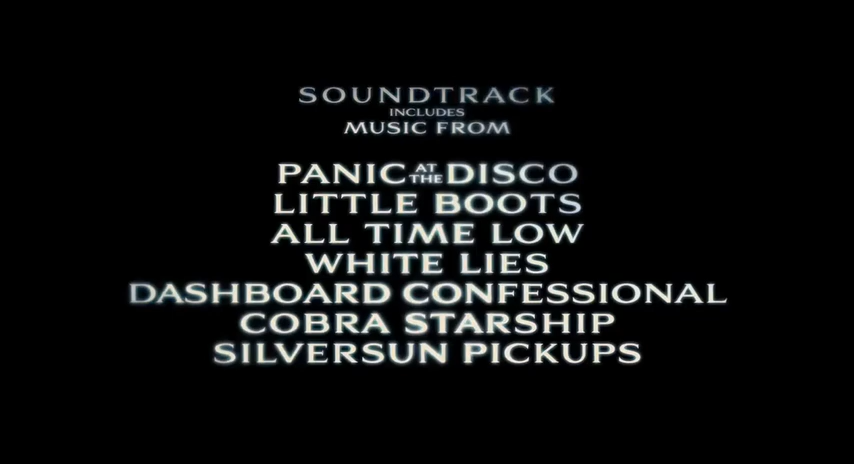 SOUNDTRACK
INCLUDES
MUSIC FROM
PANIC AT THE DISCO
LITTLE BOOTS
ALL TIME LOW
WHITE LIES
DASHBOARD CONFESSIONAL
COBRA STARSHIP
SILVERSUN PICKUPS